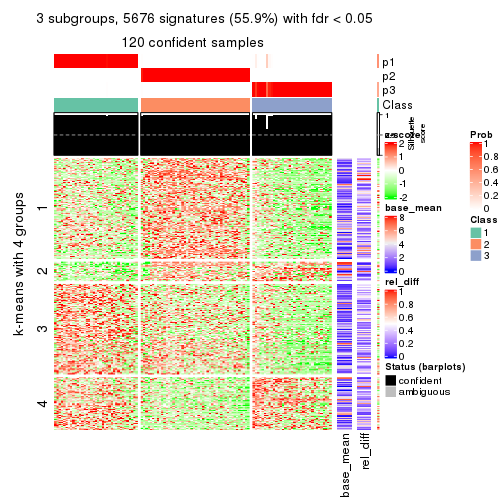 3 subgroups, 5676 signatures (55.9%) with fdr < 0.05
120 confident samples
p1
p2
p3
Class
1
Silhouette
score
z-score
2
1
0
-1
-2
Prob
1
0.8
0.6
0.4
0.2
0
base_mean
8
6
4
2
0
Class
1
2
3
rel_diff
1
0.8
0.6
0.4
0.2
0
Status (barplots)
confident
ambiguous
k-means with 4 groups
1
2
3
4
base_mean
rel_diff